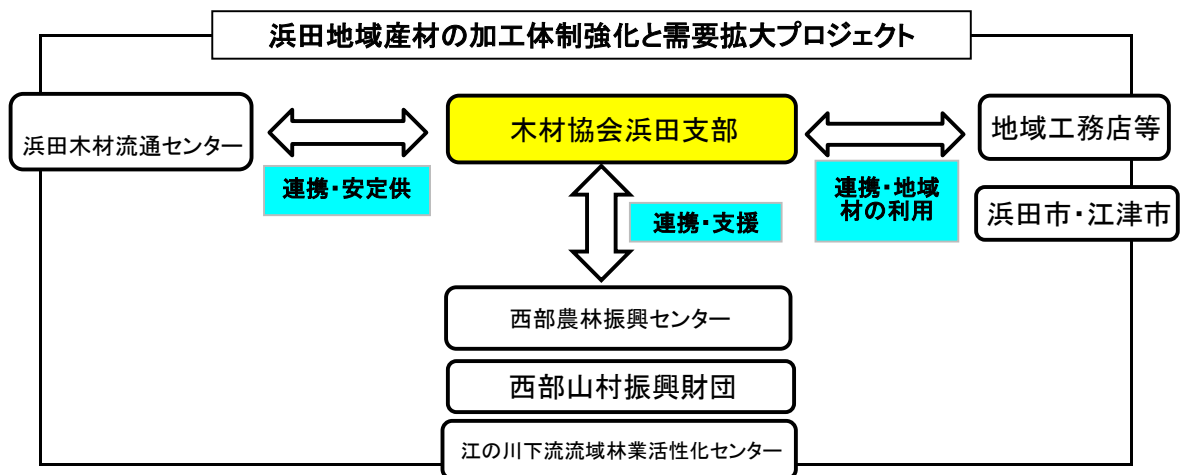 浜田地域産材の加工体制強化と需要拡大プロジェクト
浜田木材流通センター
木材協会浜田支部
地域工務店等
連携・安定供
連携・地域
材の利用
浜田市・江津市
連携・支援
西部農林振興センター
西部山村振興財団
江の川下流流域林業活性化センター